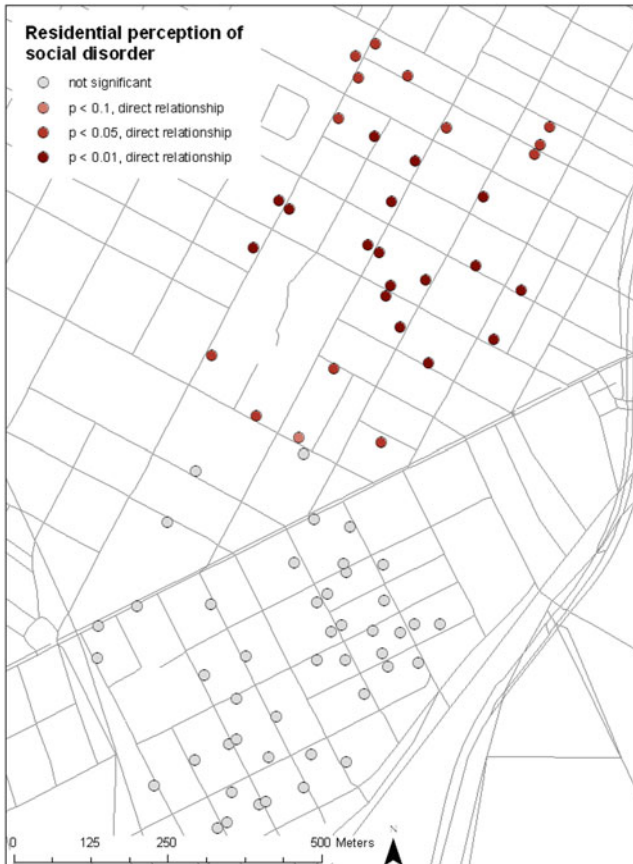 Residential perception of
social disorder
not significant
p < 0.1, direct relationship
p < 0.05, direct relationship
p < 0.01, direct relationship
N
0 125 250 500 Meters